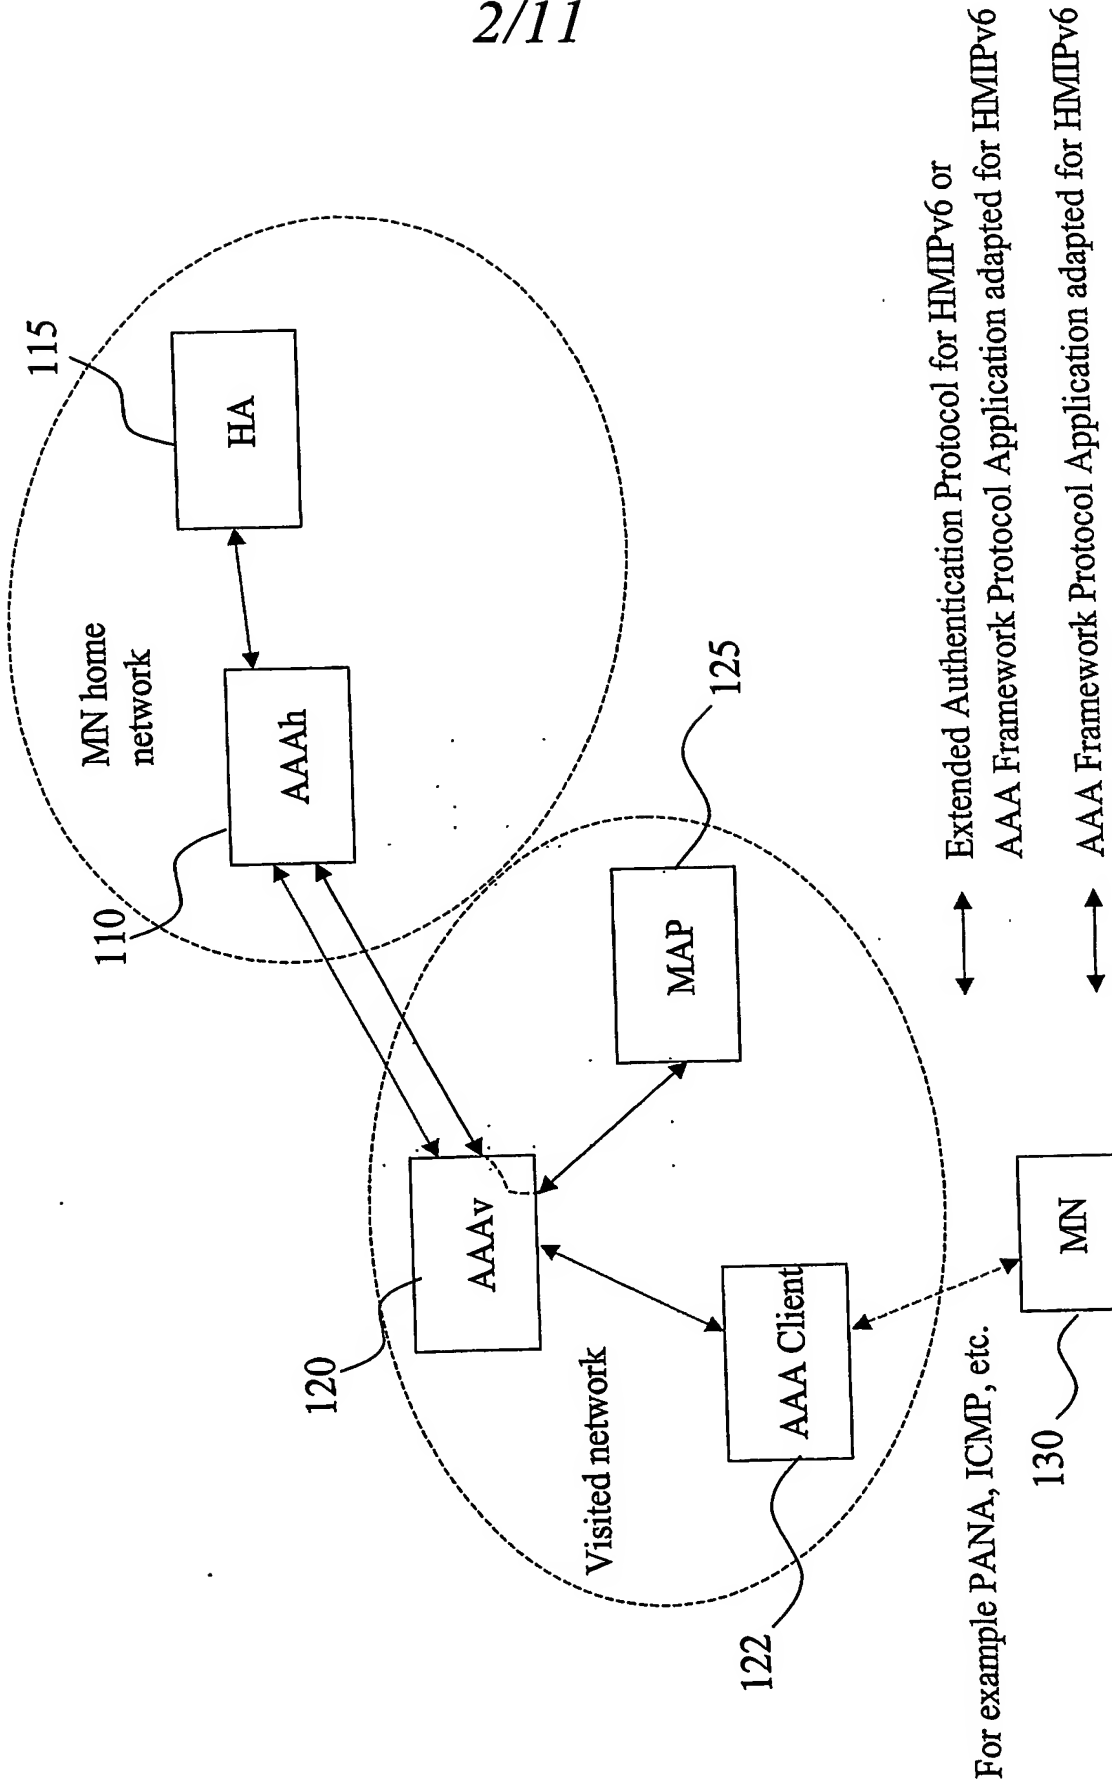 2/11
MN home
network
115
HA
AAAh
110
125
MAP
AAAv
120
Visited network
AAA Client
122
MN
130
For example PANA, ICMP, etc.
Extended Authentication Protocol for HMIPv6 or
AAA Framework Protocol Application adapted for HMIPv6
AAA Framework Protocol Application adapted for HMIPv6